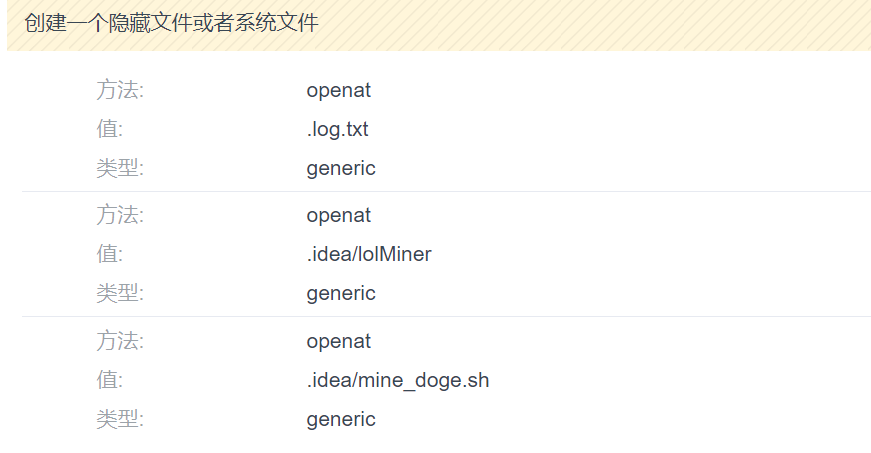 创建一个隐藏文件或者系统文件
方法: openat
值: .log.txt
类型: generic
方法: openat
值: .idea/lolMiner
类型: generic
方法: openat
值: .idea/mine_doge.sh
类型: generic